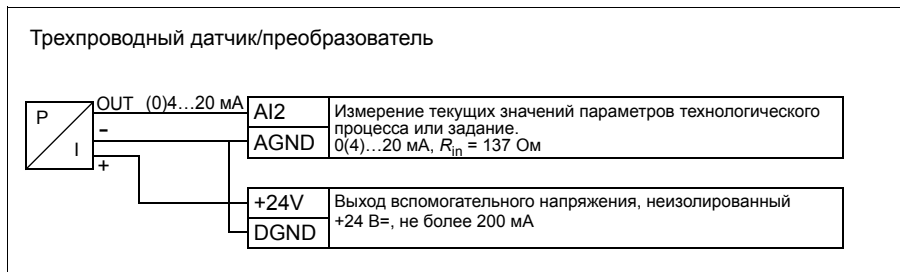 Трехпроводный датчик/преобразователь
OUT (0)4…20 мА
P
I
-
+
AI2
AGND
Измерение текущих значений параметров технологического
процесса или задание.
0(4)…20 мА, Rin = 137 Ом
+24V
DGND
Выход вспомогательного напряжения, неизолированный
+24 В=, не более 200 мА